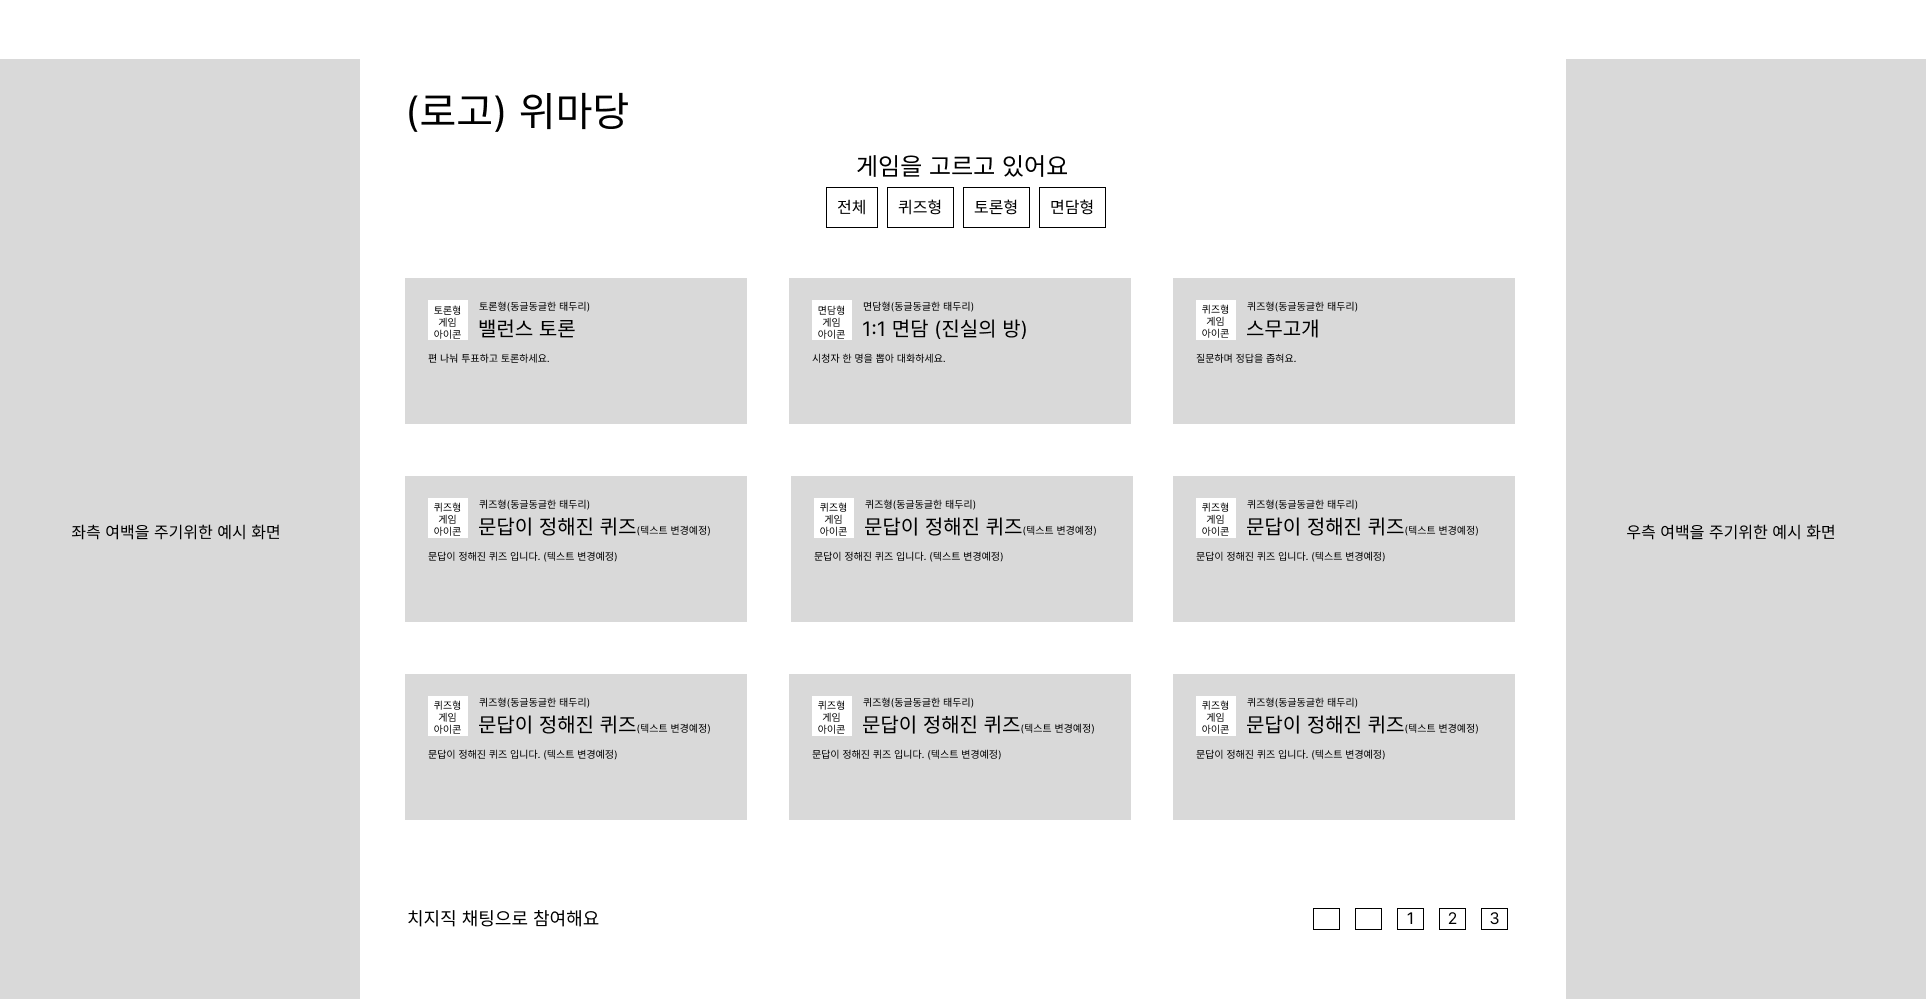 (로고) 위마당
게임을 고르고 있어요
전체 퀴즈형 토론형 면담형
토론형
게임
아이콘
토론형(동글동글한 태두리)
밸런스 토론
편 나눠 투표하고 토론하세요.
면담형
게임
아이콘
면담형(동글동글한 태두리)
1:1 면담 (진실의 방)
시청자 한 명을 뽑아 대화하세요.
퀴즈형
게임
아이콘
퀴즈형(동글동글한 태두리)
스무고개
질문하며 정답을 좁혀요.
좌측 여백을 주기위한 예시 화면
퀴즈형
게임
아이콘
퀴즈형(동글동글한 태두리)
문답이 정해진 퀴즈(텍스트 변경예정)
문답이 정해진 퀴즈 입니다. (텍스트 변경예정)
퀴즈형
게임
아이콘
퀴즈형(동글동글한 태두리)
문답이 정해진 퀴즈(텍스트 변경예정)
문답이 정해진 퀴즈 입니다. (텍스트 변경예정)
퀴즈형
게임
아이콘
퀴즈형(동글동글한 태두리)
문답이 정해진 퀴즈(텍스트 변경예정)
문답이 정해진 퀴즈 입니다. (텍스트 변경예정)
우측 여백을 주기위한 예시 화면
퀴즈형
게임
아이콘
퀴즈형(동글동글한 태두리)
문답이 정해진 퀴즈(텍스트 변경예정)
문답이 정해진 퀴즈 입니다. (텍스트 변경예정)
퀴즈형
게임
아이콘
퀴즈형(동글동글한 태두리)
문답이 정해진 퀴즈(텍스트 변경예정)
문답이 정해진 퀴즈 입니다. (텍스트 변경예정)
퀴즈형
게임
아이콘
퀴즈형(동글동글한 태두리)
문답이 정해진 퀴즈(텍스트 변경예정)
문답이 정해진 퀴즈 입니다. (텍스트 변경예정)
치지직 채팅으로 참여해요
1 2 3